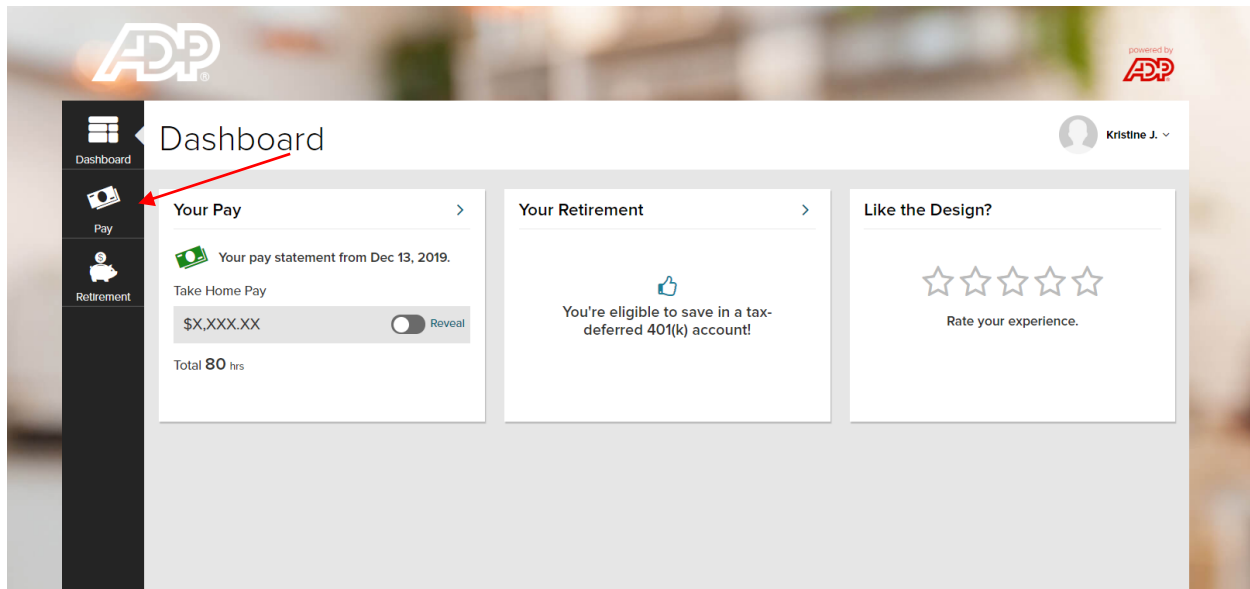 ADP
powered by
ADP
Dashboard
Pay
Retirement
Dashboard
Kristine J.
Your Pay
Your pay statement from Dec 13, 2019.
Take Home Pay
$X,XXX.XX Reveal
Total 80 hrs
Your Retirement
You're eligible to save in a tax-
deferred 401(k) account!
Like the Design?
Rate your experience.